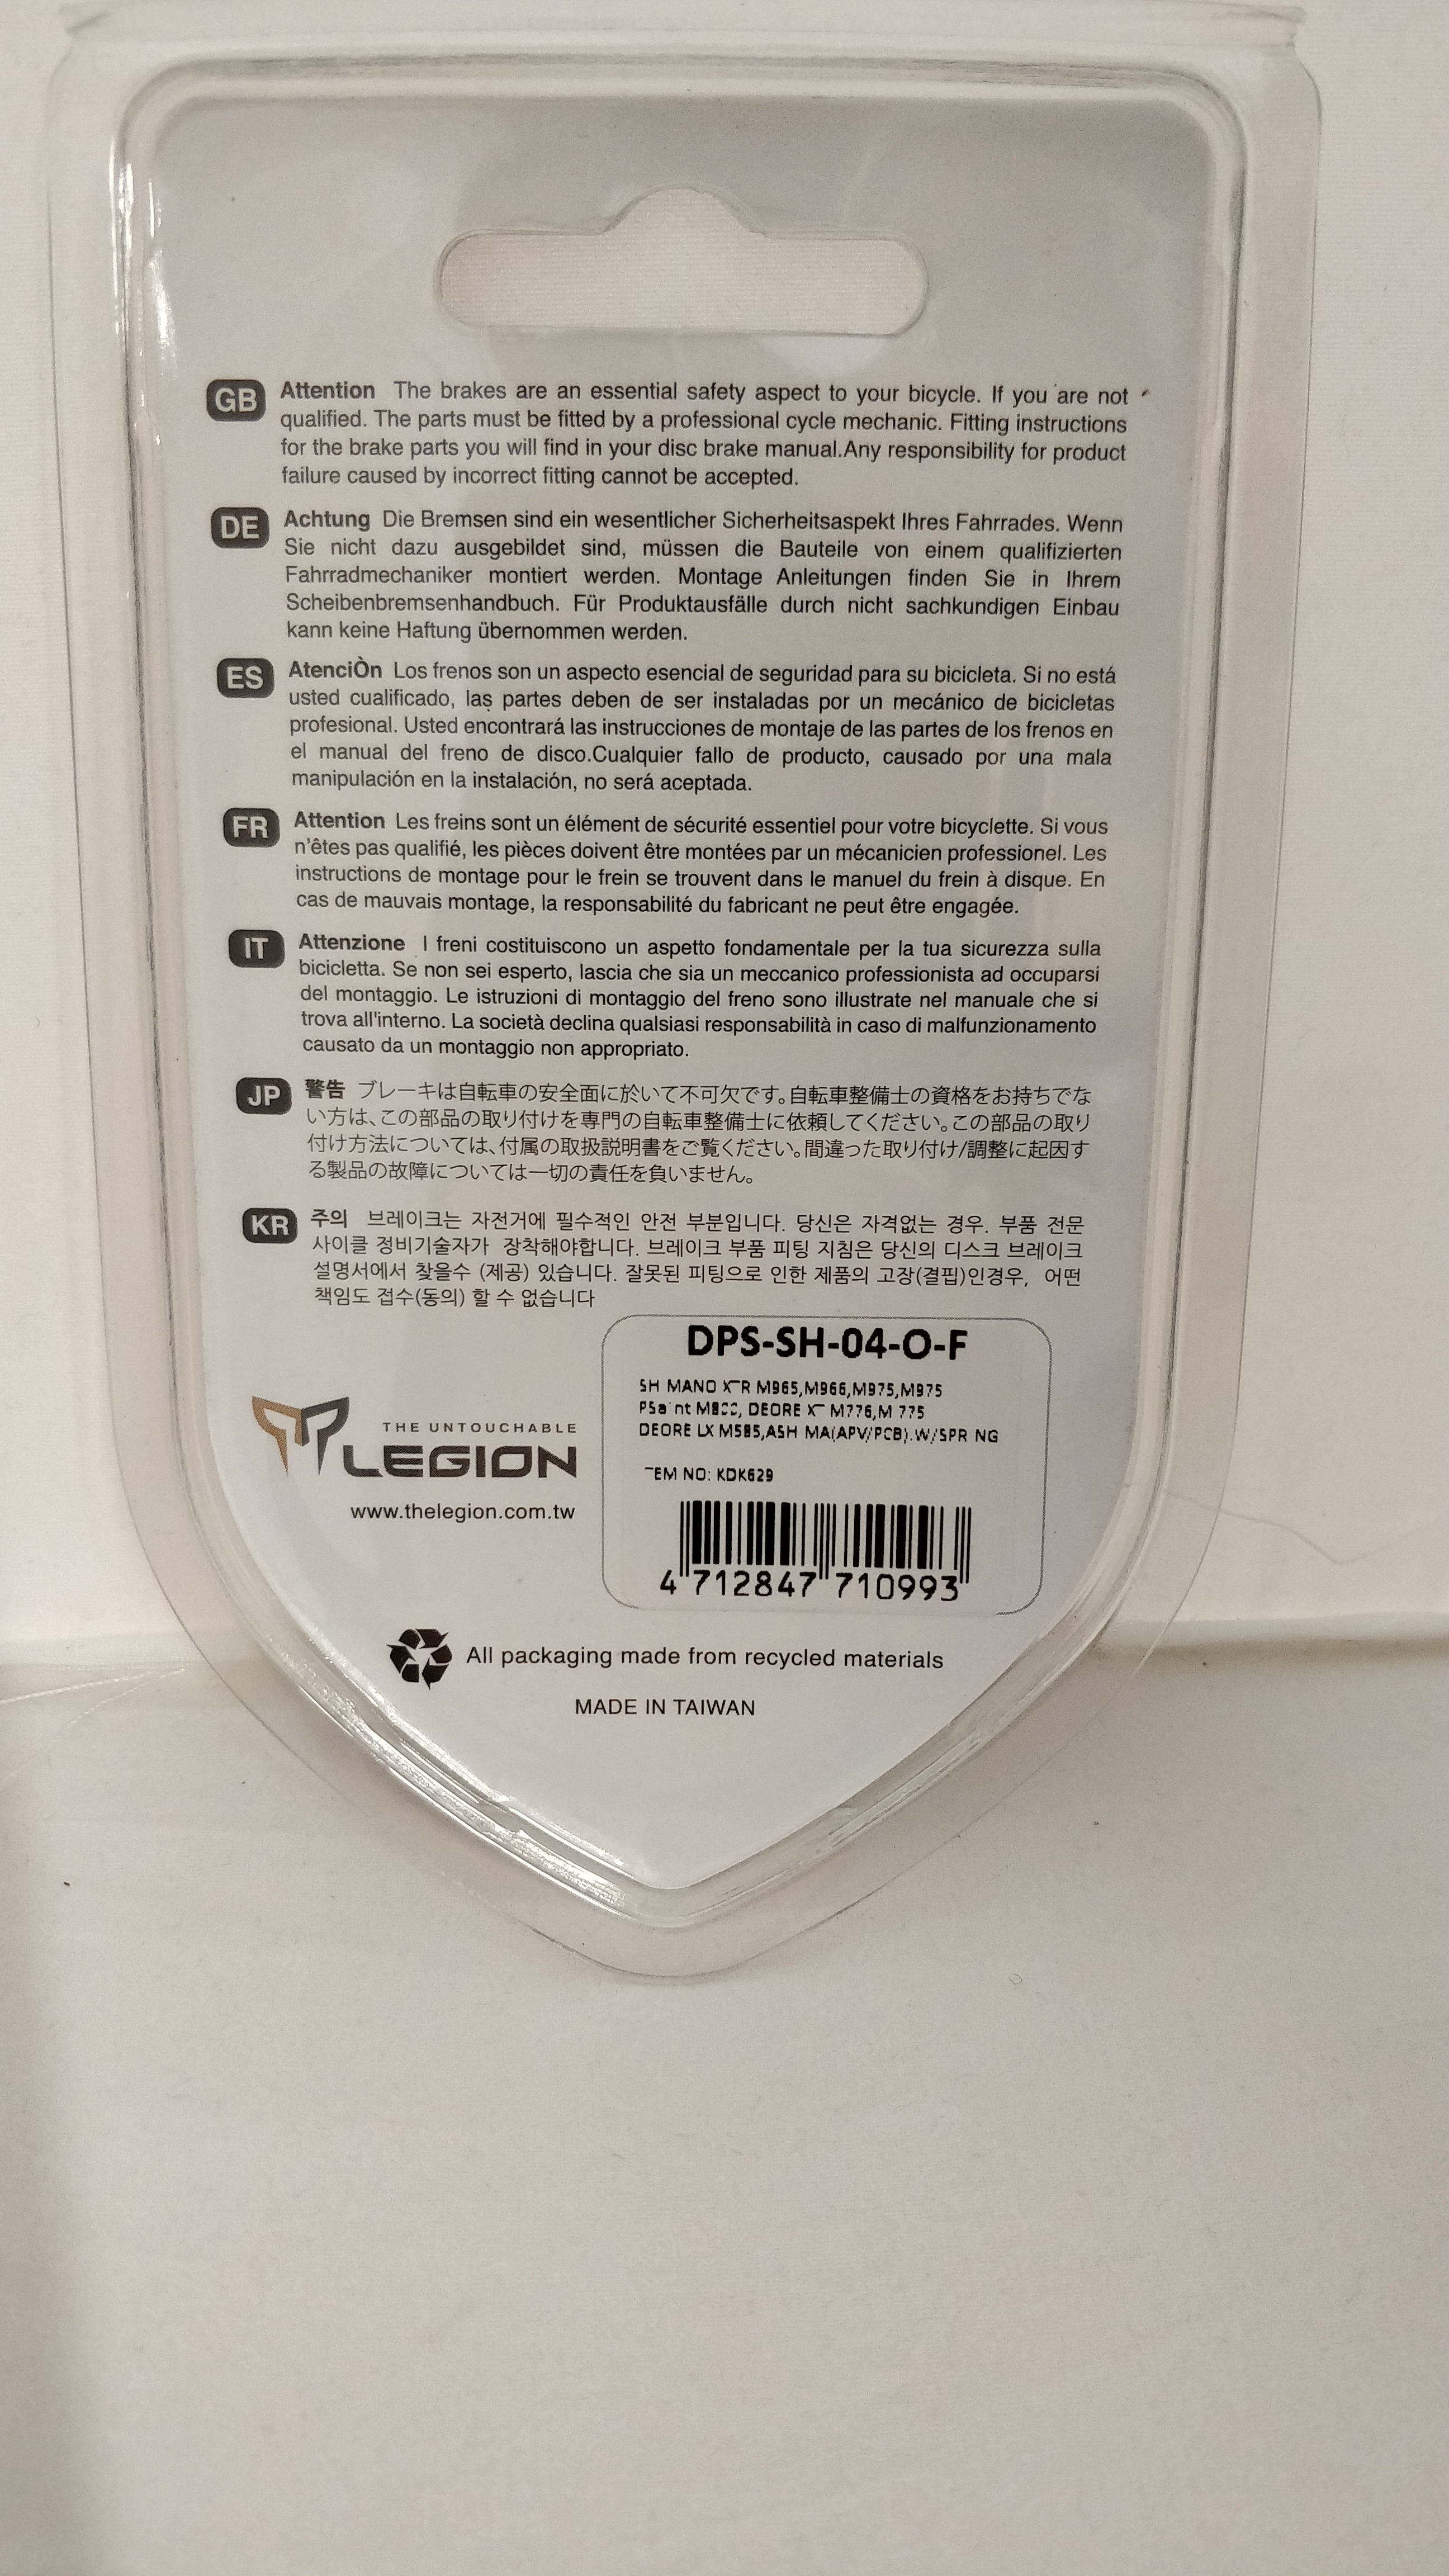 GB Attention The brakes are an essential safety aspect to your bicycle. If you are not
qualified. The parts must be fitted by a professional cycle mechanic. Fitting instructions
for the brake parts you will find in your disc brake manual.Any responsibility for product
failure caused by incorrect fitting cannot be accepted.
DE Achtung Die Bremsen sind ein wesentlicher Sicherheitsaspekt Ihres Fahrrades. Wenn
Sie nicht dazu ausgebildet sind, müssen die Bauteile von einem qualifizierten
Fahrradmechaniker montiert werden. Montage Anleitungen finden Sie in Ihrem
Scheibenbremsenhandbuch. Für Produktausfälle durch nicht sachkundigen Einbau
kann keine Haftung übernommen werden.
ES AtenciÒn Los frenos son un aspecto esencial de seguridad para su bicicleta. Si no está
usted cualificado, las partes deben de ser instaladas por un mecánico de bicicletas
profesional. Usted encontrará las instrucciones de montaje de las partes de los frenos en
el manual del freno de disco.Cualquier fallo de producto, causado por una mala
manipulación en la instalación, no será aceptada.
FR Attention Les freins sont un élément de sécurité essentiel pour votre bicyclette. Si vous
n'êtes pas qualifié, les pièces doivent être montées par un mécanicien professionel. Les
instructions de montage pour le frein se trouvent dans le manuel du frein à disque. En
cas de mauvais montage, la responsabilité du fabricant ne peut être engagée.
IT Attenzione I freni costituiscono un aspetto fondamentale per la tua sicurezza sulla
bicicletta. Se non sei esperto, lascia che sia un meccanico professionista ad occuparsi
del montaggio. Le istruzioni di montaggio del freno sono illustrate nel manuale che si
trova all'interno. La società declina qualsiasi responsabilità in caso di malfunzionamento
causato da un montaggio non appropriato.
JP 警告 ブレーキは自転車の安全面に於いて不可欠です。自転車整備士の資格をお持ちでな
い方は、この部品の取り付けを専門の自転車整備士に依頼してください。この部品の取り
付け方法については、付属の取扱説明書をご覧ください。間違った取り付け/調整に起因す
る製品の故障については一切の責任を負いません。
KR 주의 브레이크는 자전거에 필수적인 안전 부분입니다. 당신은 자격없는 경우. 부품 전문
사이클 정비기술자가 장착해야합니다. 브레이크 부품 피팅 지침은 당신의 디스크 브레이크
설명서에서 찾을수 (제공) 있습니다. 잘못된 피팅으로 인한 제품의 고장(결핍)인경우, 어떤
책임도 접수(동의) 할 수 없습니다
THE UNTOUCHABLE
LEGION
www.thelegion.com.tw
DPS-SH-04-O-F
SH MANO M965,M966,M975,M975
DEORE M776,M 775
DEORE LX M585,ASH MA(APV/PCB).W/SPR NG
EM NO: KDK629
4 712847 710993
All packaging made from recycled materials
MADE IN TAIWAN